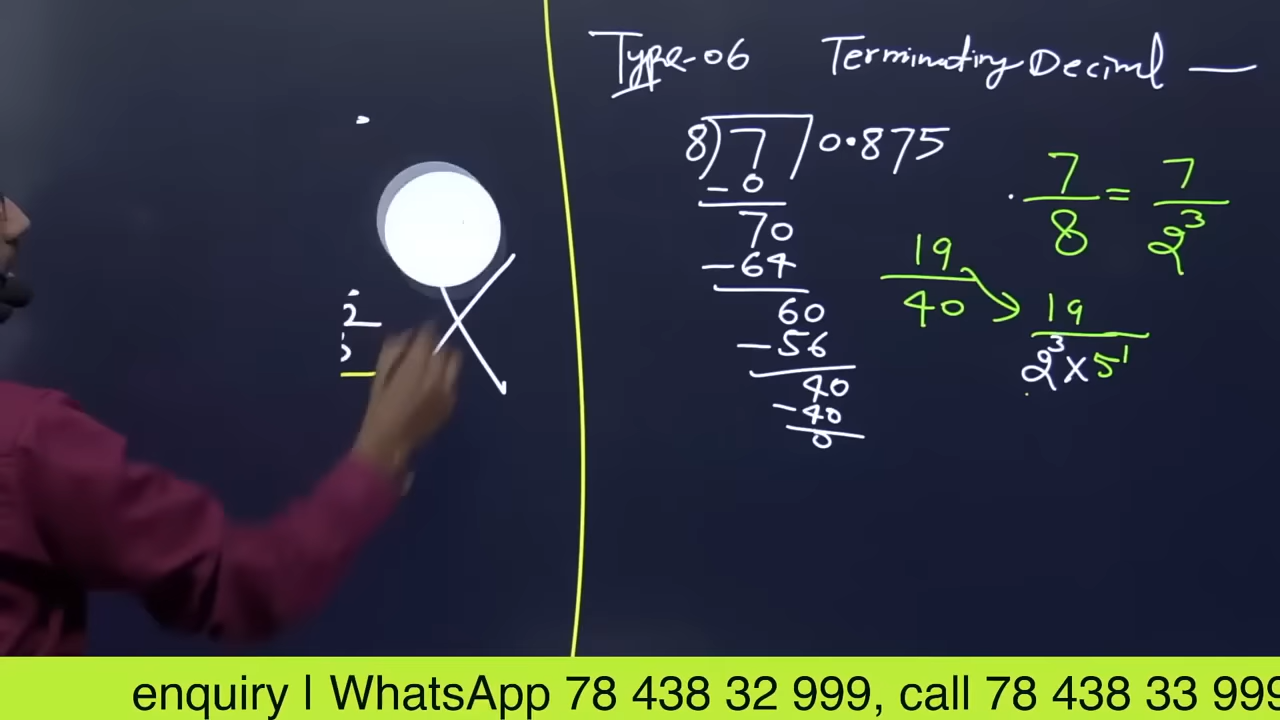 Type-06 Terminating Decimal —
8)7)0.875
-0
70
-64
60
-56
40
-40
0
7/8 = 7/2³
19/40 → 19/2³×5¹
2
enquiry | WhatsApp 78 438 32 999, call 78 438 33 999